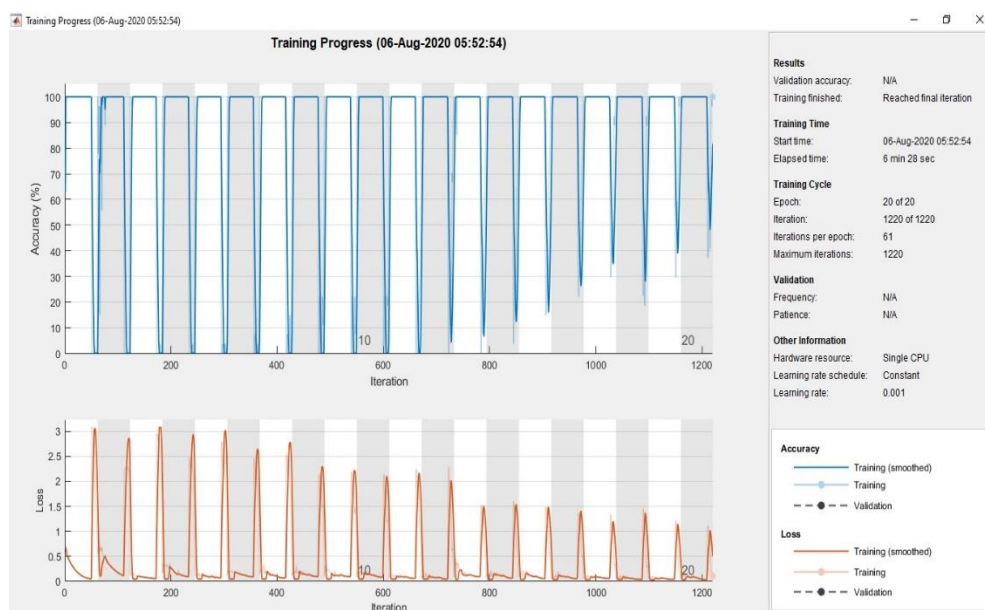 Training Progress (06-Aug-2020 05:52:54)
Training Progress (06-Aug-2020 05:52:54)
100
90
80
70
60
50
40
30
20
10
0
Accuracy (%)
10
20
0
200
400
600
800
1000
1200
Iteration
3
2.5
2
1.5
1
0.5
0
Loss
10
20
0
200
400
600
800
1000
1200
Iteration
Results
Validation accuracy: N/A
Training finished: Reached final iteration
Training Time
Start time: 06-Aug-2020 05:52:54
Elapsed time: 6 min 28 sec
Training Cycle
Epoch: 20 of 20
Iteration: 1220 of 1220
Iterations per epoch: 61
Maximum iterations: 1220
Validation
Frequency: N/A
Patience: N/A
Other Information
Hardware resource: Single CPU
Learning rate schedule: Constant
Learning rate: 0.001
Accuracy
Training (smoothed)
Training
Validation
Loss
Training (smoothed)
Training
Validation